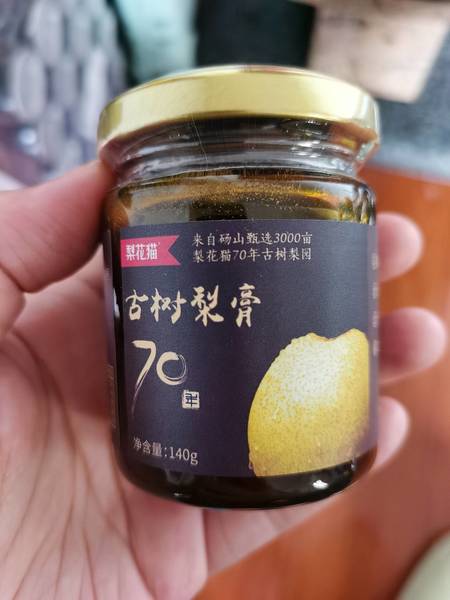 梨花猫
来自砀山甄选3000亩
梨花猫70年古树梨园
古树梨膏
70
年
净含量:140g